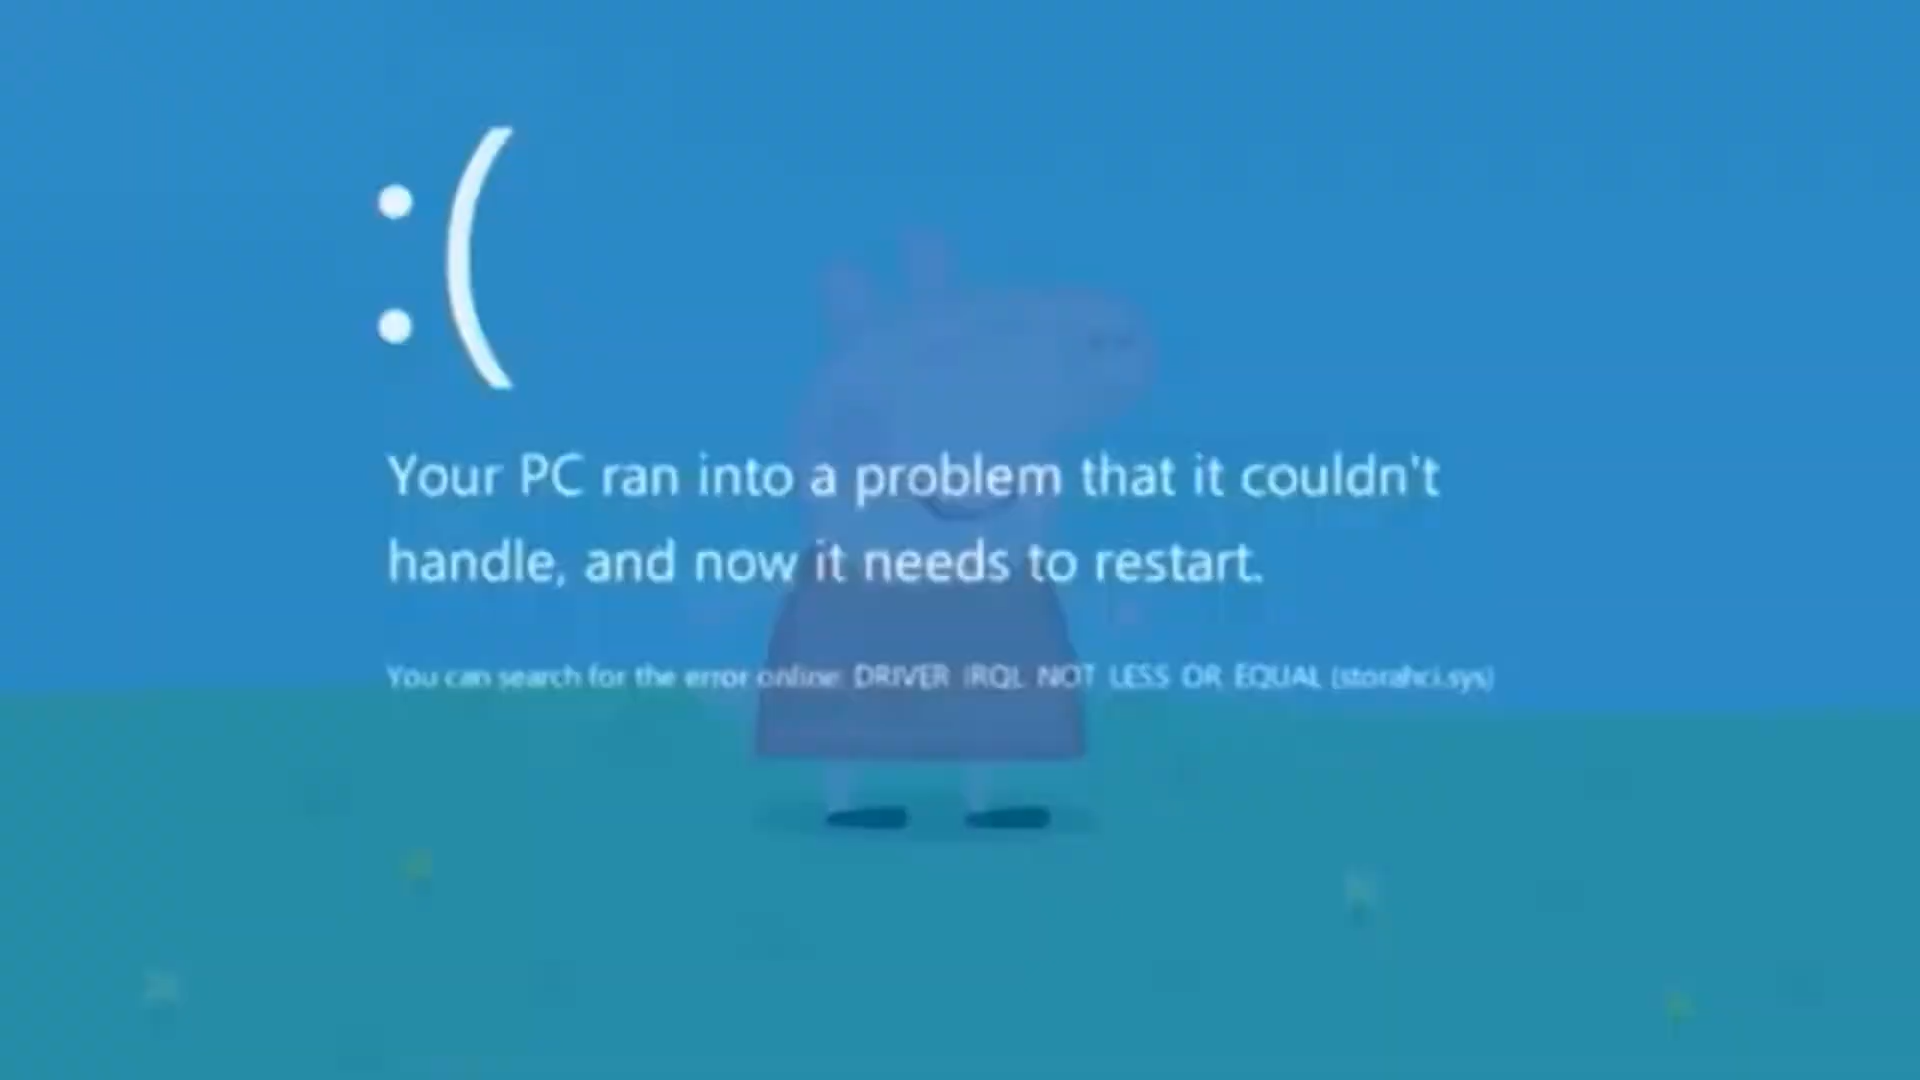 :(
Your PC ran into a problem that it couldn't
handle, and now it needs to restart.
You can search for the error online: DRIVER IRQL NOT LESS OR EQUAL (storahci.sys)